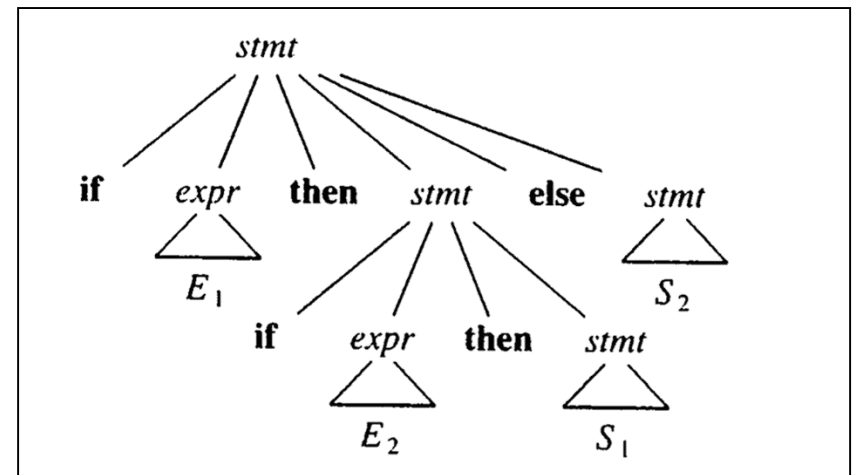 stmt
if expr then stmt else stmt
E1 S2
if expr then stmt
E2 S1